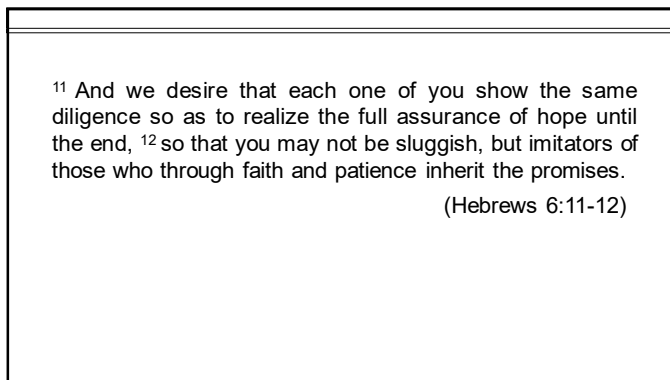 ¹¹ And we desire that each one of you show the same
diligence so as to realize the full assurance of hope until
the end, ¹² so that you may not be sluggish, but imitators of
those who through faith and patience inherit the promises.
(Hebrews 6:11-12)